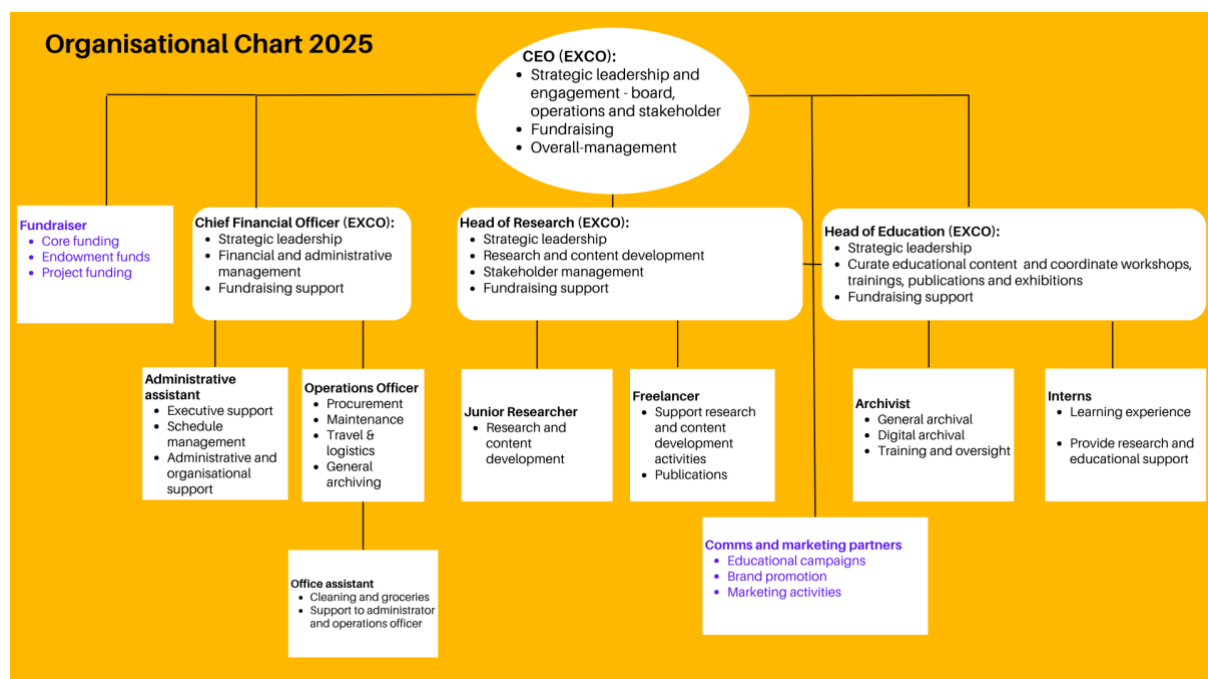 Organisational Chart 2025
CEO (EXCO):
• Strategic leadership and
engagement - board,
operations and stakeholder
• Fundraising
• Overall-management
Fundraiser
• Core funding
• Endowment funds
• Project funding
Chief Financial Officer (EXCO):
• Strategic leadership
• Financial and administrative
management
• Fundraising support
Head of Research (EXCO):
• Strategic leadership
• Research and content development
• Stakeholder management
• Fundraising support
Head of Education (EXCO):
• Strategic leadership
• Curate educational content and coordinate workshops,
trainings, publications and exhibitions
• Fundraising support
Administrative
assistant
• Executive support
• Schedule
management
• Administrative and
organisational
support
Operations Officer
• Procurement
• Maintenance
• Travel &
logistics
• General
archiving
Junior Researcher
• Research and
content
development
Freelancer
• Support research
and content
development
activities
• Publications
Archivist
• General archival
• Digital archival
• Training and oversight
Interns
• Learning experience
• Provide research and
educational support
Comms and marketing partners
• Educational campaigns
• Brand promotion
• Marketing activities
Office assistant
• Cleaning and groceries
• Support to administrator
and operations officer